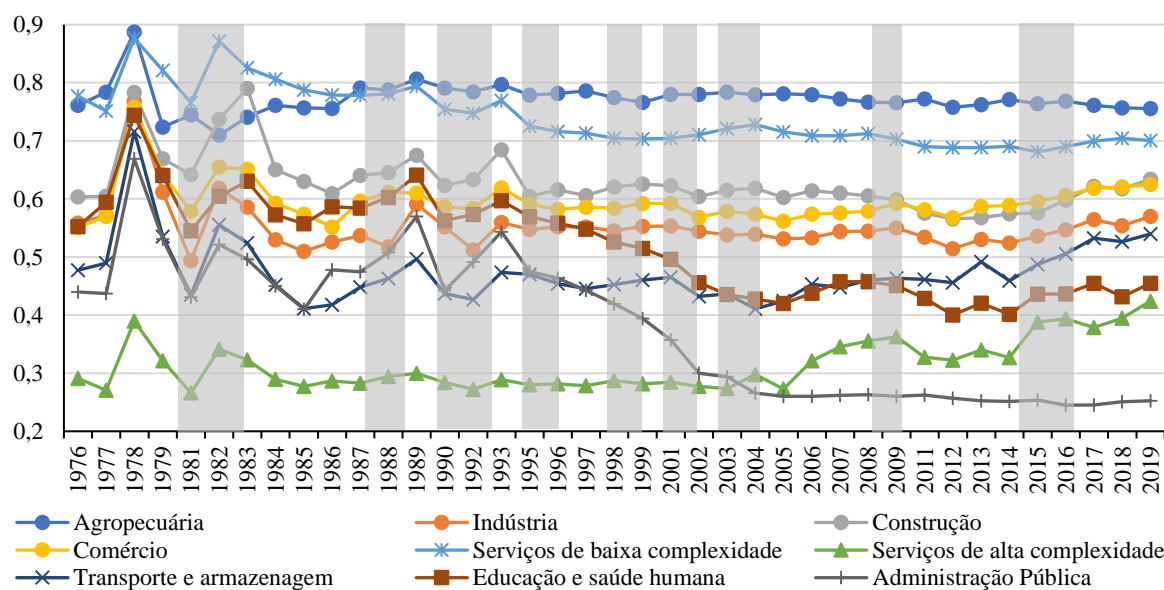 0,9
0,8
0,7
0,6
0,5
0,4
0,3
0,2
1976 1977 1978 1979 1981 1982 1983 1984 1985 1986 1987 1988 1989 1990 1992 1993 1995 1996 1997 1998 1999 2001 2002 2003 2004 2005 2006 2007 2008 2009 2011 2012 2013 2014 2015 2016 2017 2018 2019
Agropecuária Indústria Construção
Comércio Serviços de baixa complexidade Serviços de alta complexidade
Transporte e armazenagem Educação e saúde humana Administração Pública